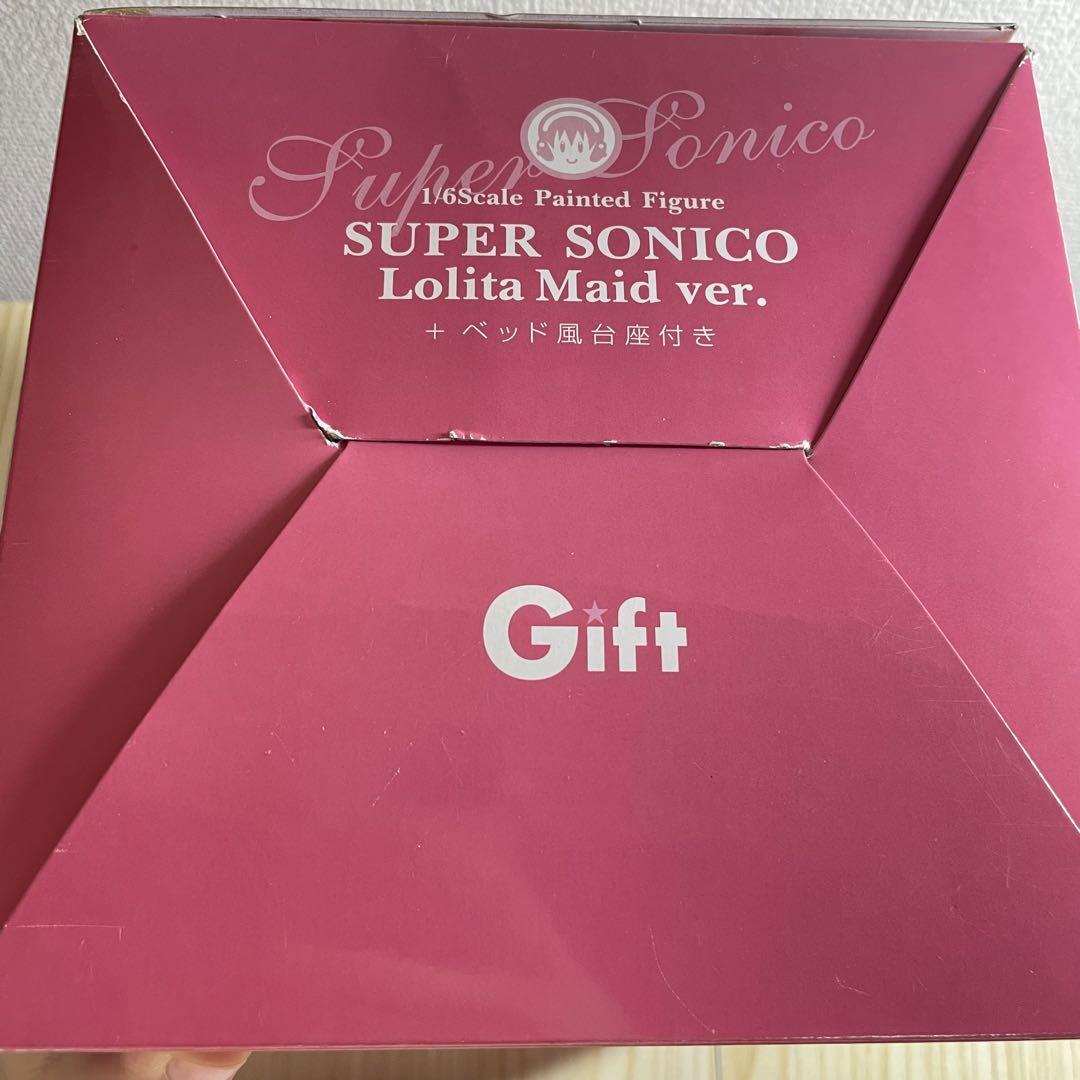 Super Sonico
1/6Scale Painted Figure
SUPER SONICO
Lolita Maid ver.
+ ベッド風台座付き
Gift